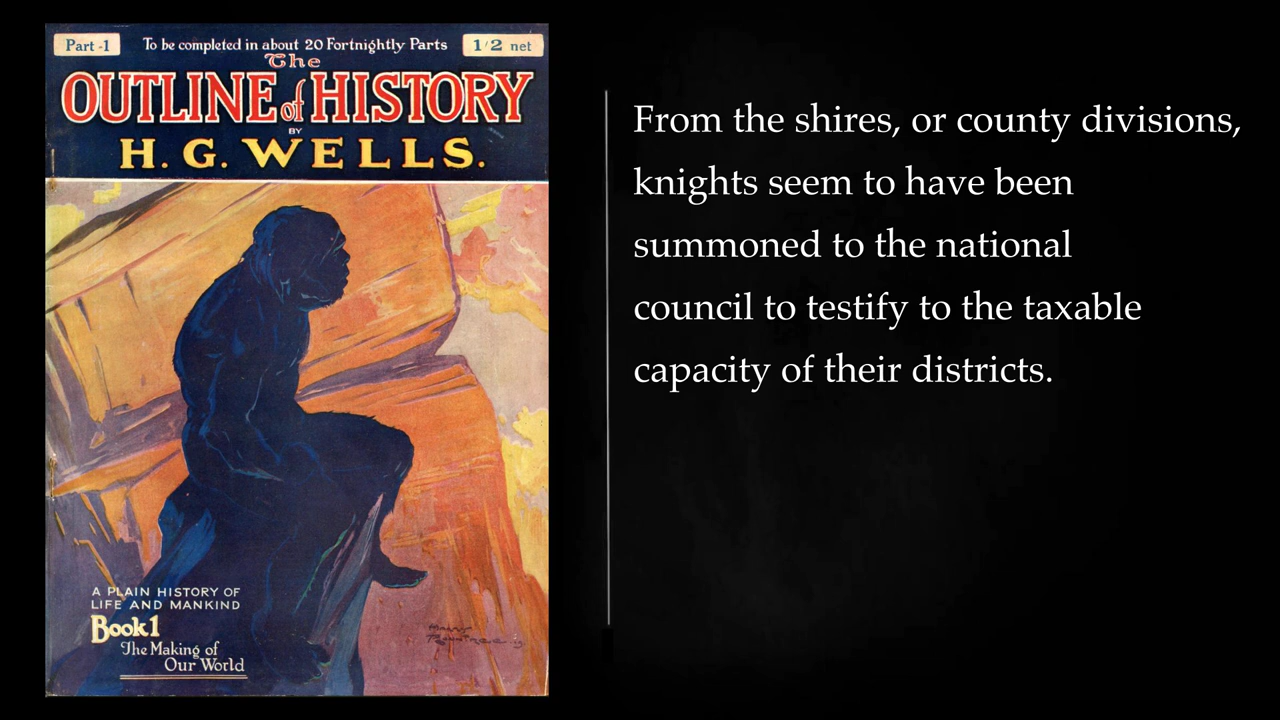 Part -1
To be completed in about 20 Fortnightly Parts
1/2 net
The
OUTLINE of HISTORY
BY
H. G. WELLS.
A PLAIN HISTORY OF
LIFE AND MANKIND
Book 1
The Making of
Our World
From the shires, or county divisions,
knights seem to have been
summoned to the national
council to testify to the taxable
capacity of their districts.